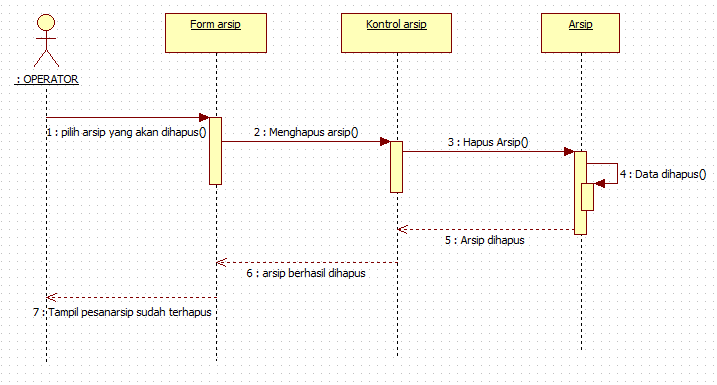 Form arsip
Kontrol arsip
Arsip
: OPERATOR
1 : pilih arsip yang akan dihapus()
2 : Menghapus arsip()
3 : Hapus Arsip()
4 : Data dihapus()
5 : Arsip dihapus
6 : arsip berhasil dihapus
7 : Tampil pesanarsip sudah terhapus